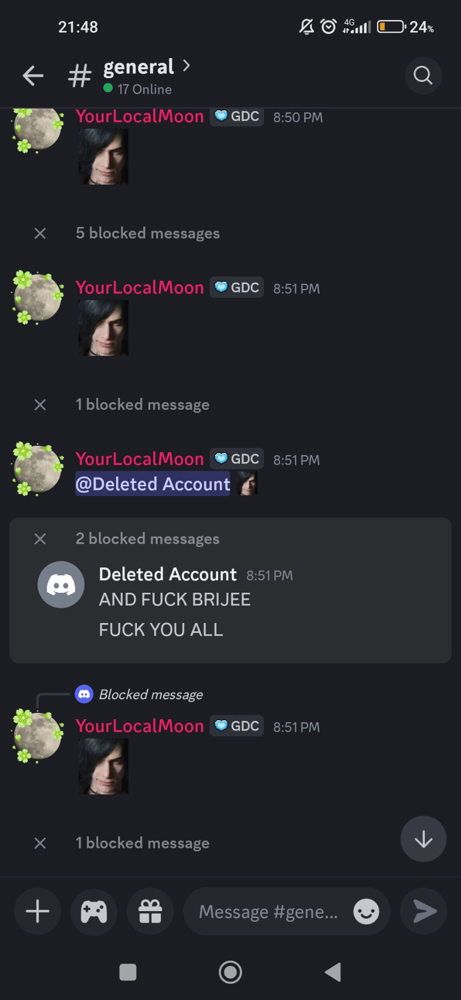 21:48
4G
24%
# general >
17 Online
YourLocalMoon GDC 8:50 PM
5 blocked messages
YourLocalMoon GDC 8:51 PM
1 blocked message
YourLocalMoon GDC 8:51 PM
@Deleted Account
2 blocked messages
Deleted Account 8:51 PM
AND FUCK BRIJEE
FUCK YOU ALL
Blocked message
YourLocalMoon GDC 8:51 PM
1 blocked message
Message #gene...